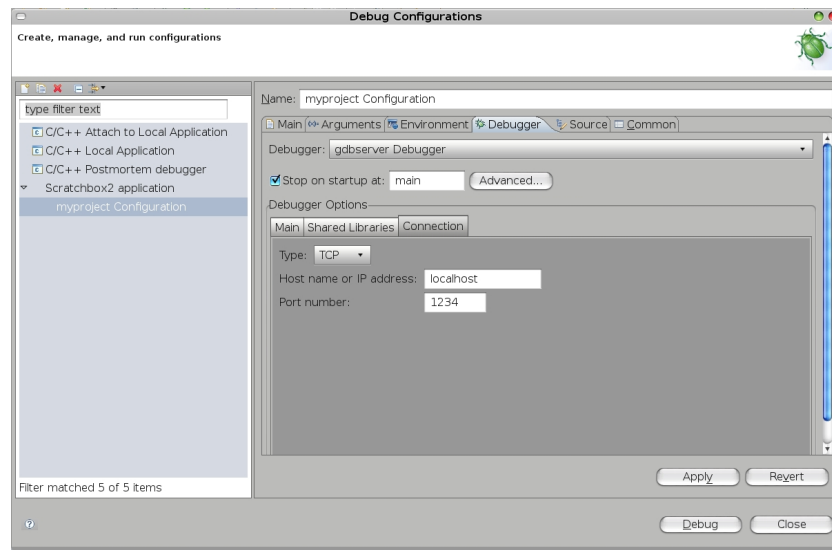 Debug Configurations
Create, manage, and run configurations
type filter text
C/C++ Attach to Local Application
C/C++ Local Application
C/C++ Postmortem debugger
Scratchbox2 application
myproject Configuration
Filter matched 5 of 5 items
Name: myproject Configuration
Main Arguments Environment Debugger Source Common
Debugger: gdbserver Debugger
Stop on startup at: main Advanced...
Debugger Options
Main Shared Libraries Connection
Type: TCP
Host name or IP address: localhost
Port number: 1234
Apply Revert
? Debug Close